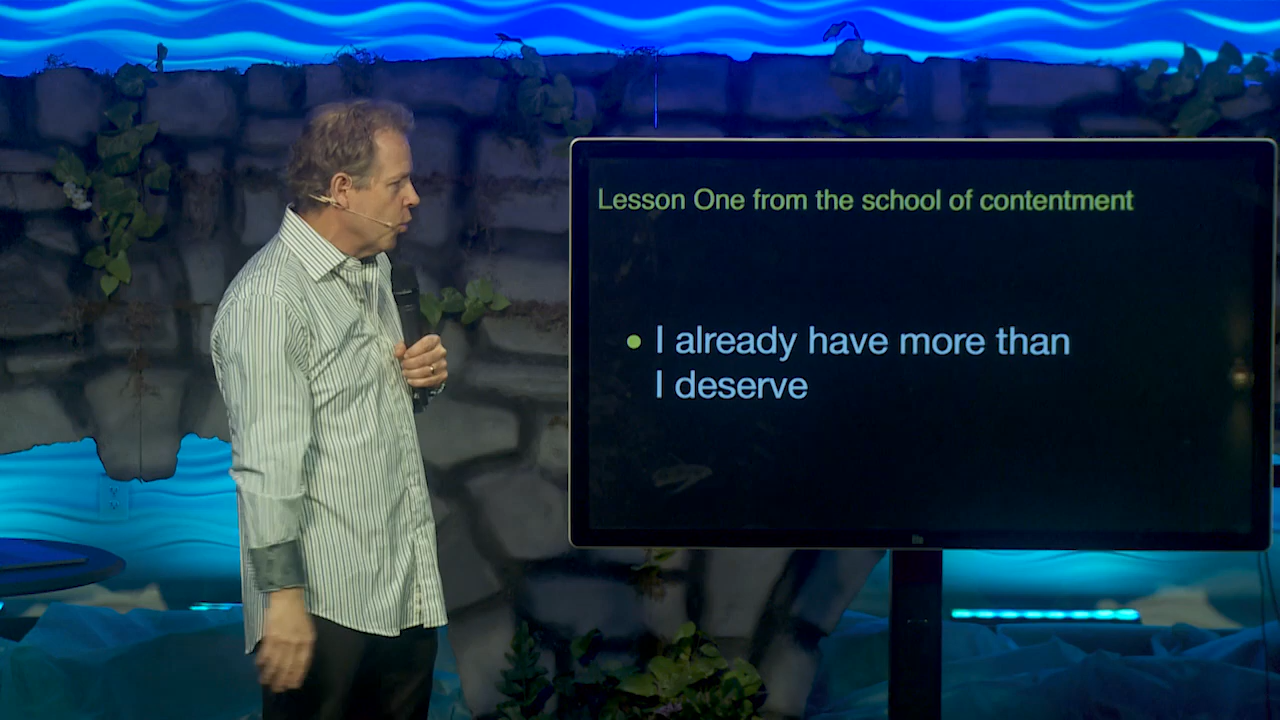 Lesson One from the school of contentment
• I already have more than
I deserve